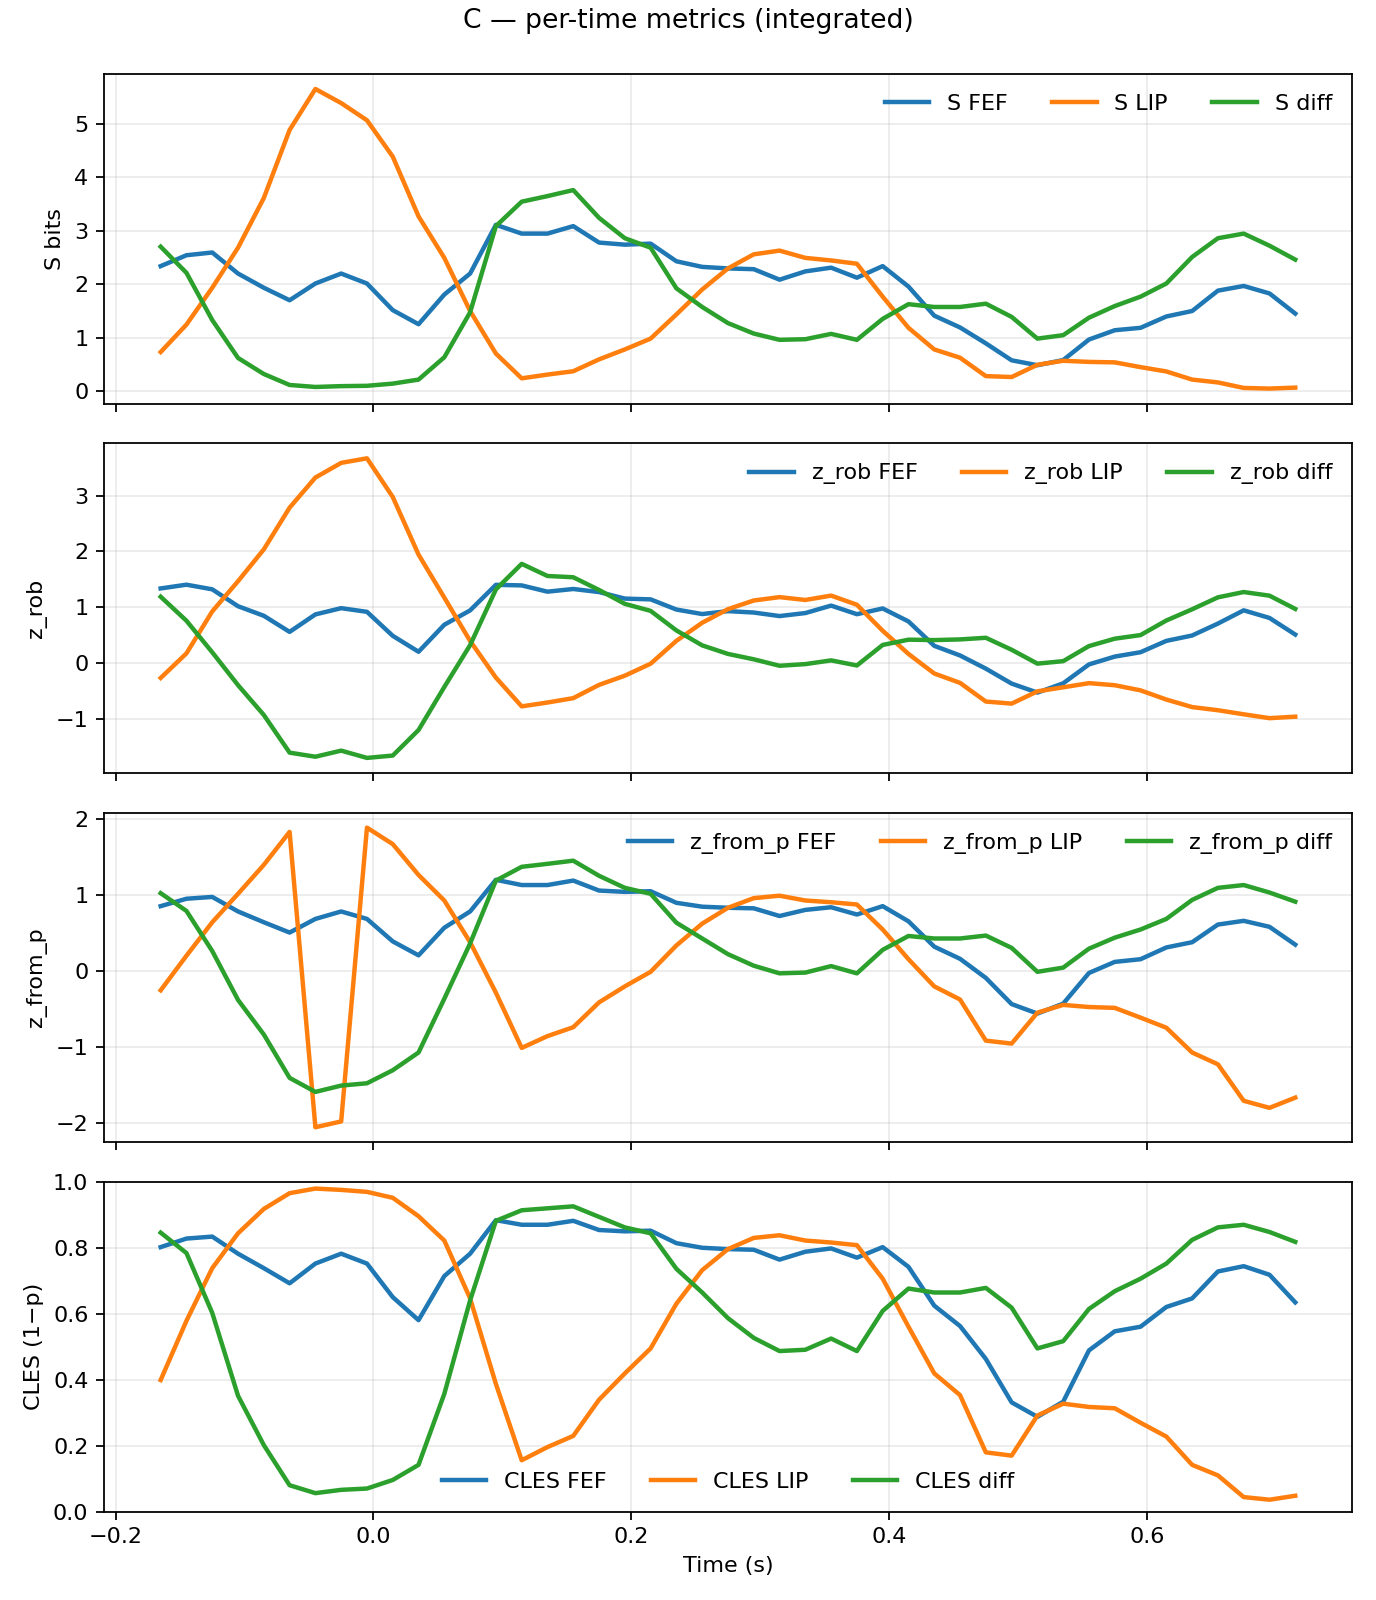 C — per-time metrics (integrated)
S FEF S LIP S diff
S bits
5
4
3
2
1
0
z_rob FEF z_rob LIP z_rob diff
z_rob
3
2
1
0
−1
z_from_p FEF z_from_p LIP z_from_p diff
z_from_p
2
1
0
−1
−2
CLES (1−p)
1.0
0.8
0.6
0.4
0.2
0.0
CLES FEF CLES LIP CLES diff
−0.2 0.0 0.2 0.4 0.6
Time (s)